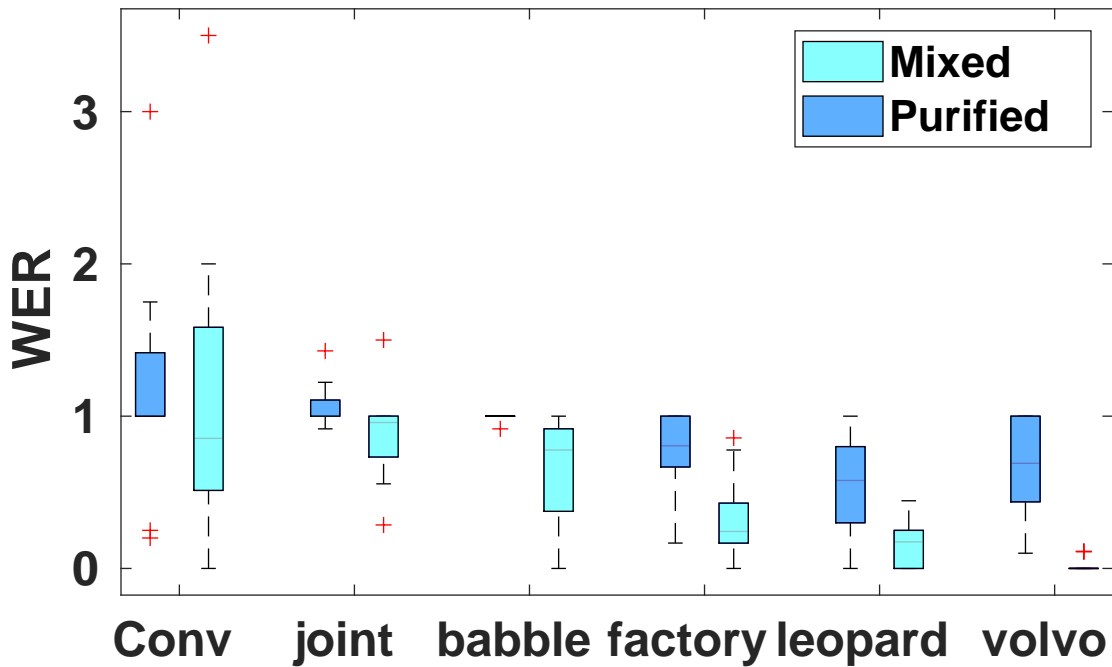 Mixed
Purified
WER
3
2
1
0
Conv joint babble factory leopard volvo